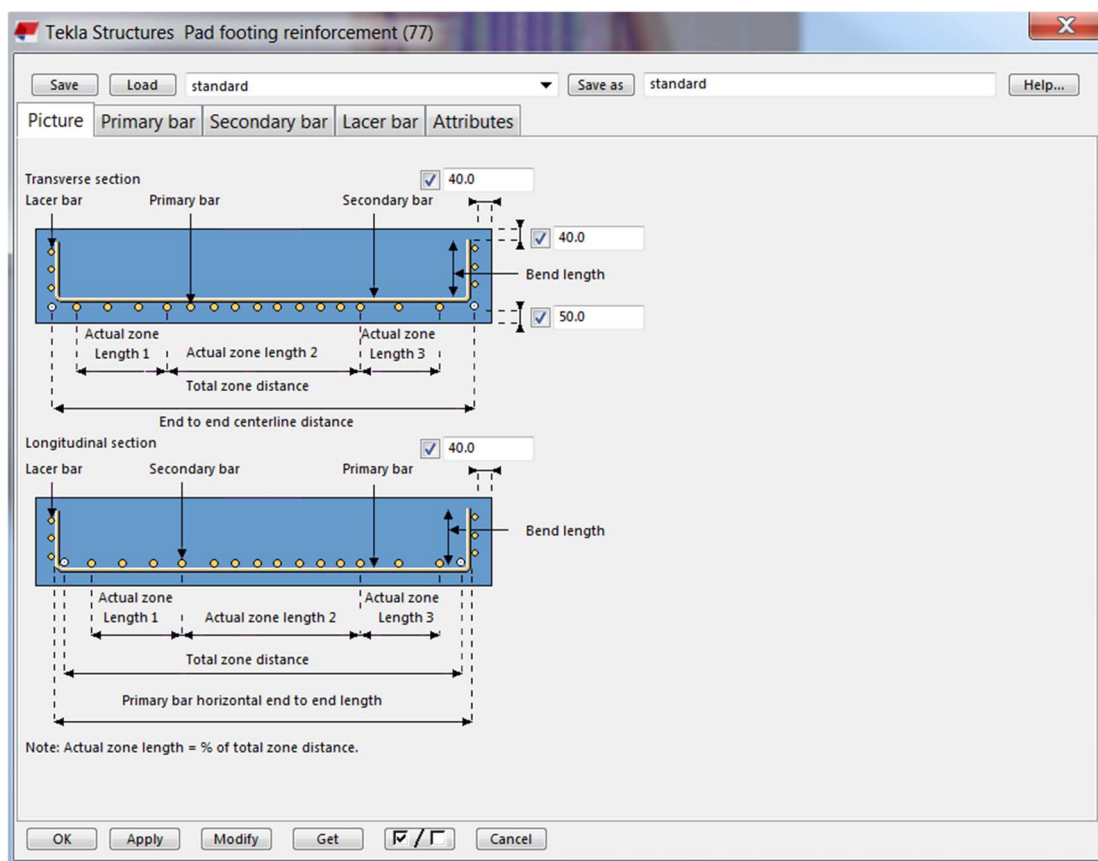 Tekla Structures Pad footing reinforcement (77)
Save Load standard Save as standard Help...
Picture Primary bar Secondary bar Lacer bar Attributes
Transverse section 40.0
Lacer bar Primary bar Secondary bar
40.0
Bend length
50.0
Actual zone Length 1 Actual zone length 2 Actual zone Length 3
Total zone distance
End to end centerline distance
Longitudinal section 40.0
Lacer bar Secondary bar Primary bar
Bend length
Actual zone Length 1 Actual zone length 2 Actual zone Length 3
Total zone distance
Primary bar horizontal end to end length
Note: Actual zone length = % of total zone distance.
OK Apply Modify Get / Cancel